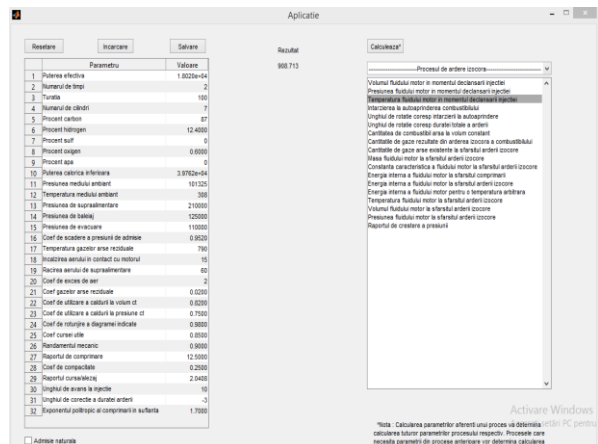 Aplicatie
Resetare Incarcare Salvare
Rezultat
908.713
Calculeaza*
Procesul de ardere izocora
Parametru Valoare
1 Puterea efectiva 1.8020e+04
2 Numarul de timpi 2
3 Turatia 100
4 Numarul de cilindri 7
5 Procent carbon 87
6 Procent hidrogen 12.4000
7 Procent sulf 0
8 Procent oxigen 0.6000
9 Procent apa 0
10 Puterea calorica inferioara 3.9762e+04
11 Presiunea mediului ambiant 101325
12 Temperatura mediului ambiant 308
13 Presiunea de supraalimentare 210000
14 Presiunea de baleiaj 125000
15 Presiunea de evacuare 110000
16 Coef de scadere a presiunii de admisie 0.9520
17 Temperatura gazelor arse reziduale 790
18 Incalzirea aerului in contact cu motorul 15
19 Racirea aerului de supraalimentare 60
20 Coef de exces de aer 2
21 Coef gazelor arse reziduale 0.0200
22 Coef de utilizare a caldurii la volum ct 0.8200
23 Coef de utilizare a caldurii la presiune ct 0.7500
24 Coef de rotunjire a diagramei indicate 0.9800
25 Coef cursei utile 0.8500
26 Randamentul mecanic 0.9000
27 Raportul de comprimare 12.5000
28 Coef de compactitate 0.2500
29 Raportul cursa/alezaj 2.0408
30 Unghiul de avans la injectie 10
31 Unghiul de corectie a duratei arderii -3
32 Exponentul politropic al comprimarii in suflanta 1.7000
Admisie naturala
Volumul fluidului motor in momentul declansarii injectiei
Presiunea fluidului motor in momentul declansarii injectiei
Temperatura fluidului motor in momentul declansarii injectiei
Intarzierea la autoaprinderea combustibilului
Unghiul de rotatie coresp intarzierii la autoaprindere
Unghiul de rotatie coresp duratei totale a arderii
Cantitatea de combustibil arsa la volum constant
Cantitatile de gaze rezultate din arderea izocora a combustibilului
Cantitatile de gaze arse existente la sfarsitul arderii izocore
Masa fluidului motor la sfarsitul arderii izocore
Constanta caracteristica a fluidului motor la sfarsitul arderii izocore
Energia interna a fluidului motor la sfarsitul comprimarii
Energia interna a fluidului motor la sfarsitul arderii izocore
Energia interna a fluidului motor pentru o temperatura arbitrara
Temperatura fluidului motor la sfarsitul arderii izocore
Volumul fluidului motor la sfarsitul arderii izocore
Presiunea fluidului motor la sfarsitul arderii izocore
Raportul de crestere a presiunii
Activare Windows
*Nota : Calcularea parametrilor aferenti unui proces va determina
setări PC pentru
calcularea tuturor parametrilor procesului respectiv. Procesele care
necesita parametrii din procese anterioare vor determina calcularea